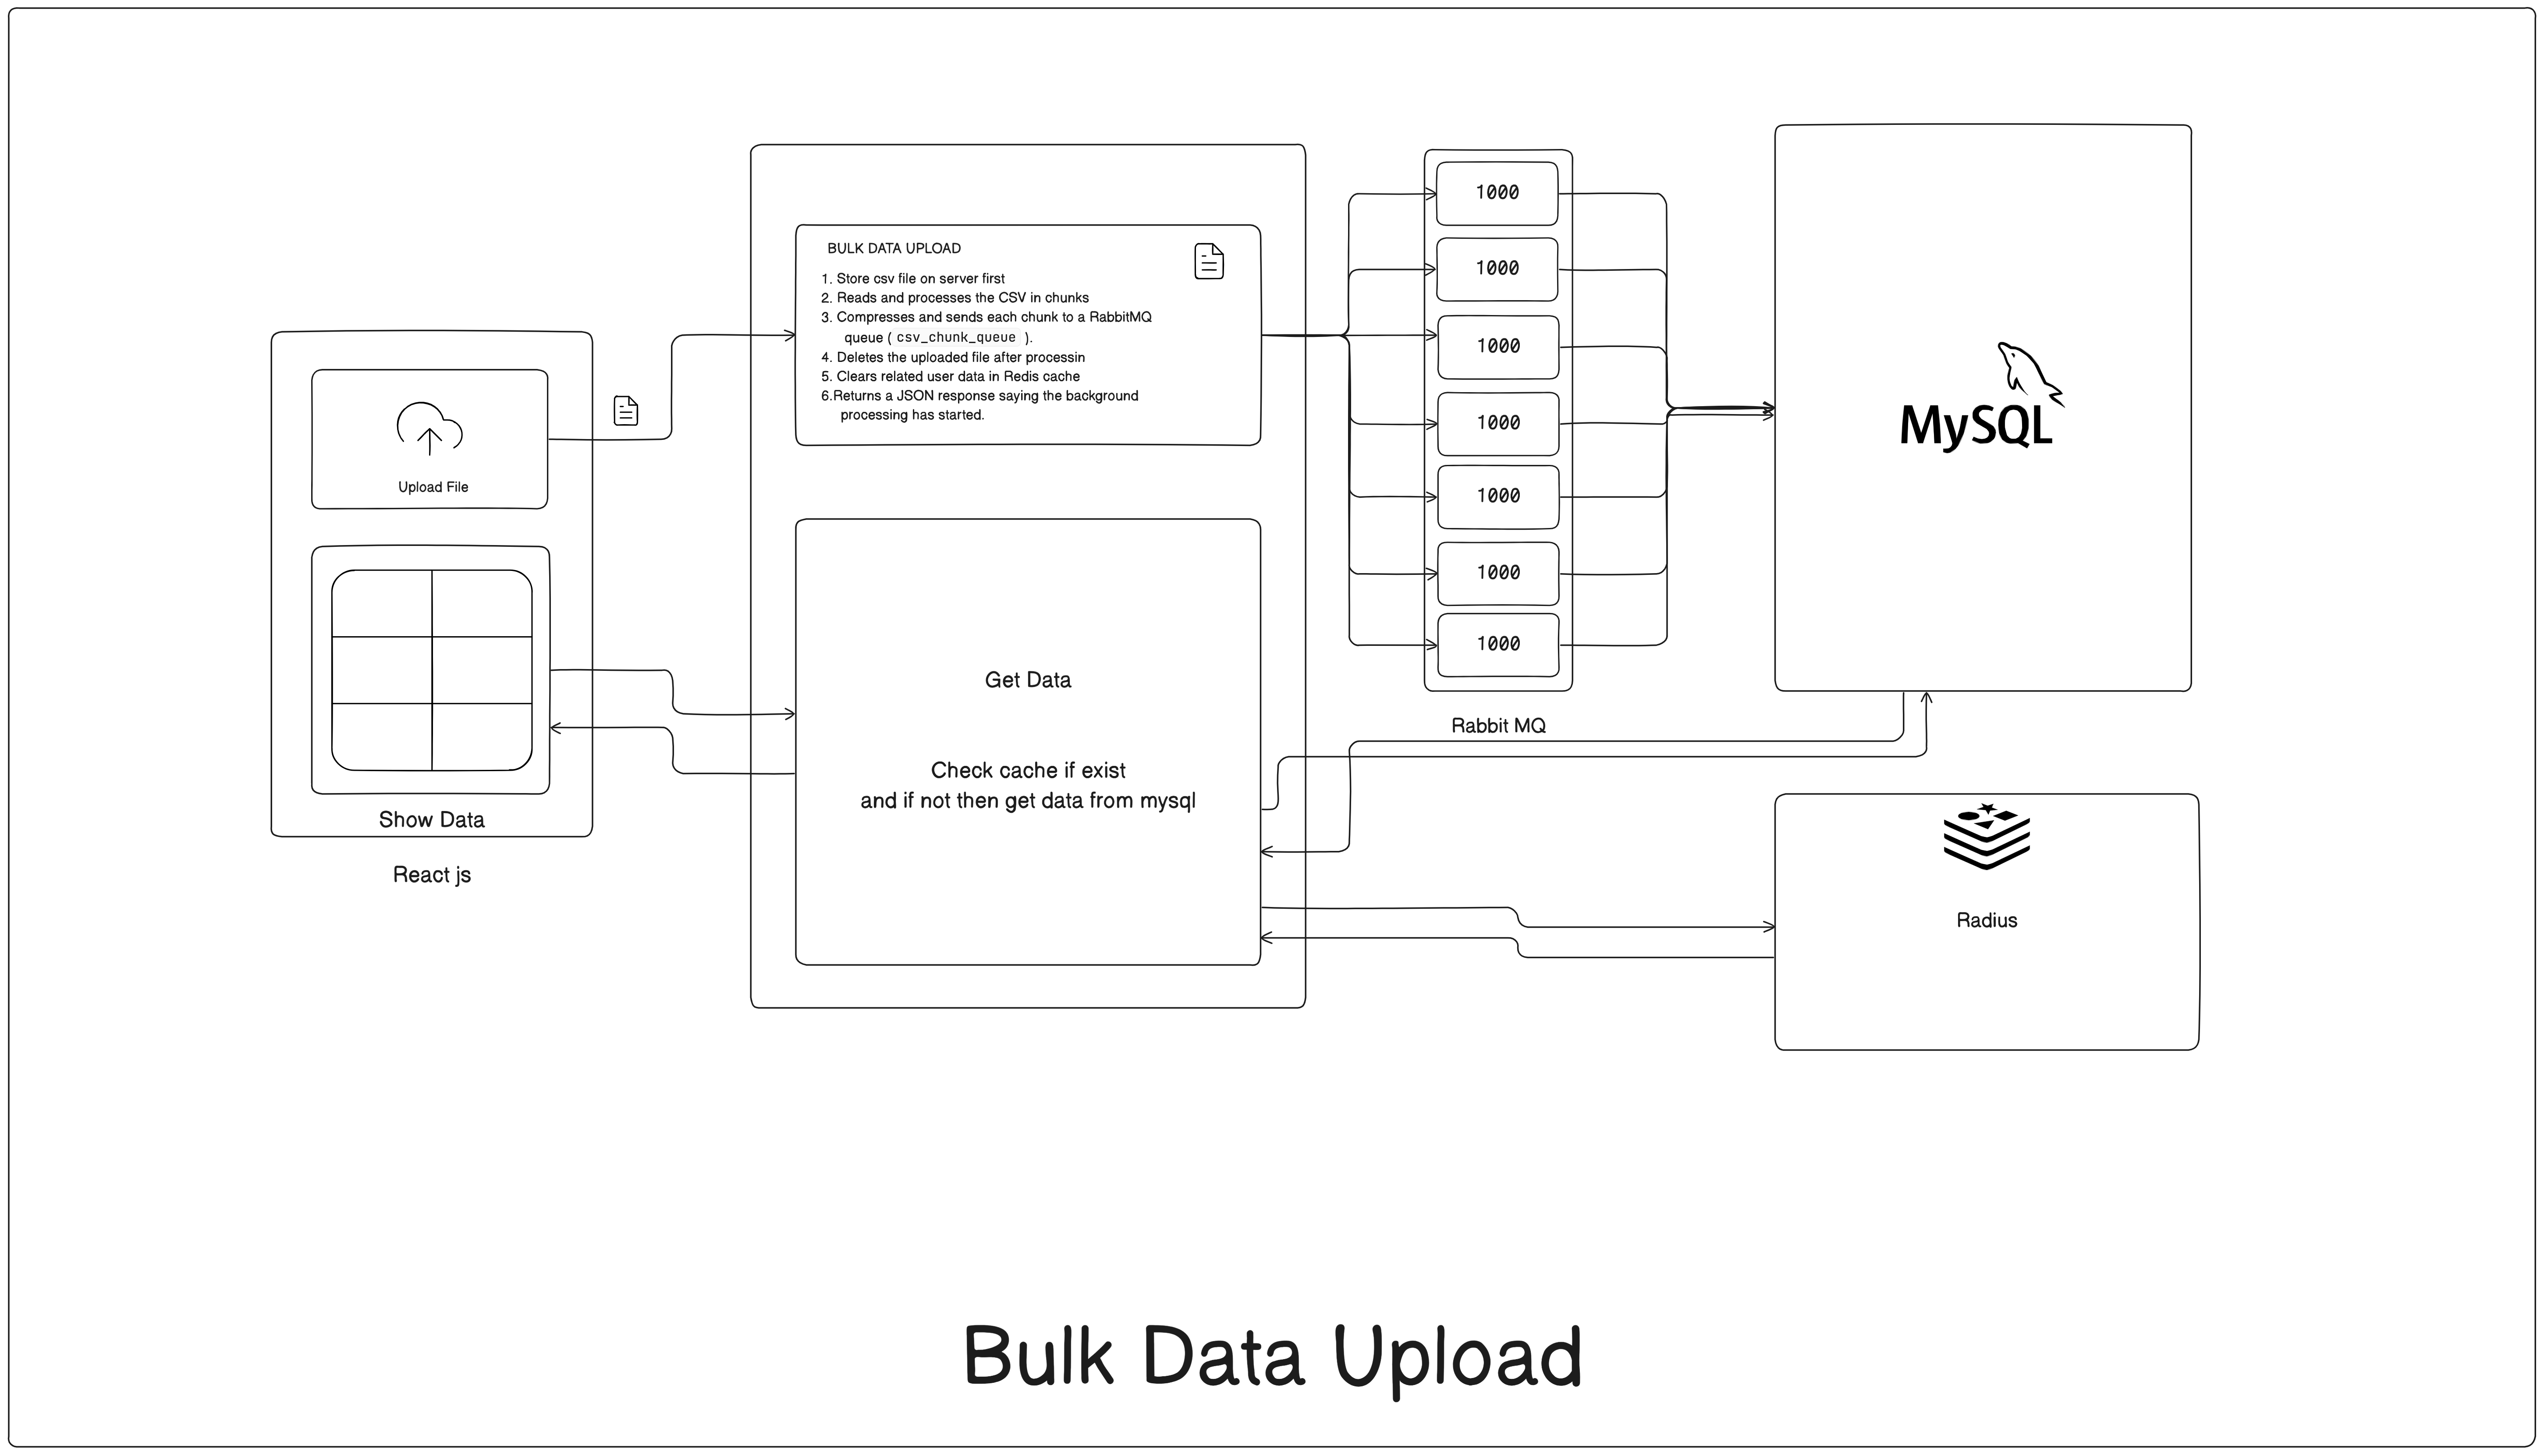 BULK DATA UPLOAD
1. Store csv file on server first
2. Reads and processes the CSV in chunks
3. Compresses and sends each chunk to a RabbitMQ
queue ( csv_chunk_queue ).
4. Deletes the uploaded file after processin
5. Clears related user data in Redis cache
6.Returns a JSON response saying the background
processing has started.
Upload File
Show Data
React js
Get Data
Check cache if exist
and if not then get data from mysql
1000
1000
1000
1000
1000
1000
1000
Rabbit MQ
MySQL
Radius
Bulk Data Upload